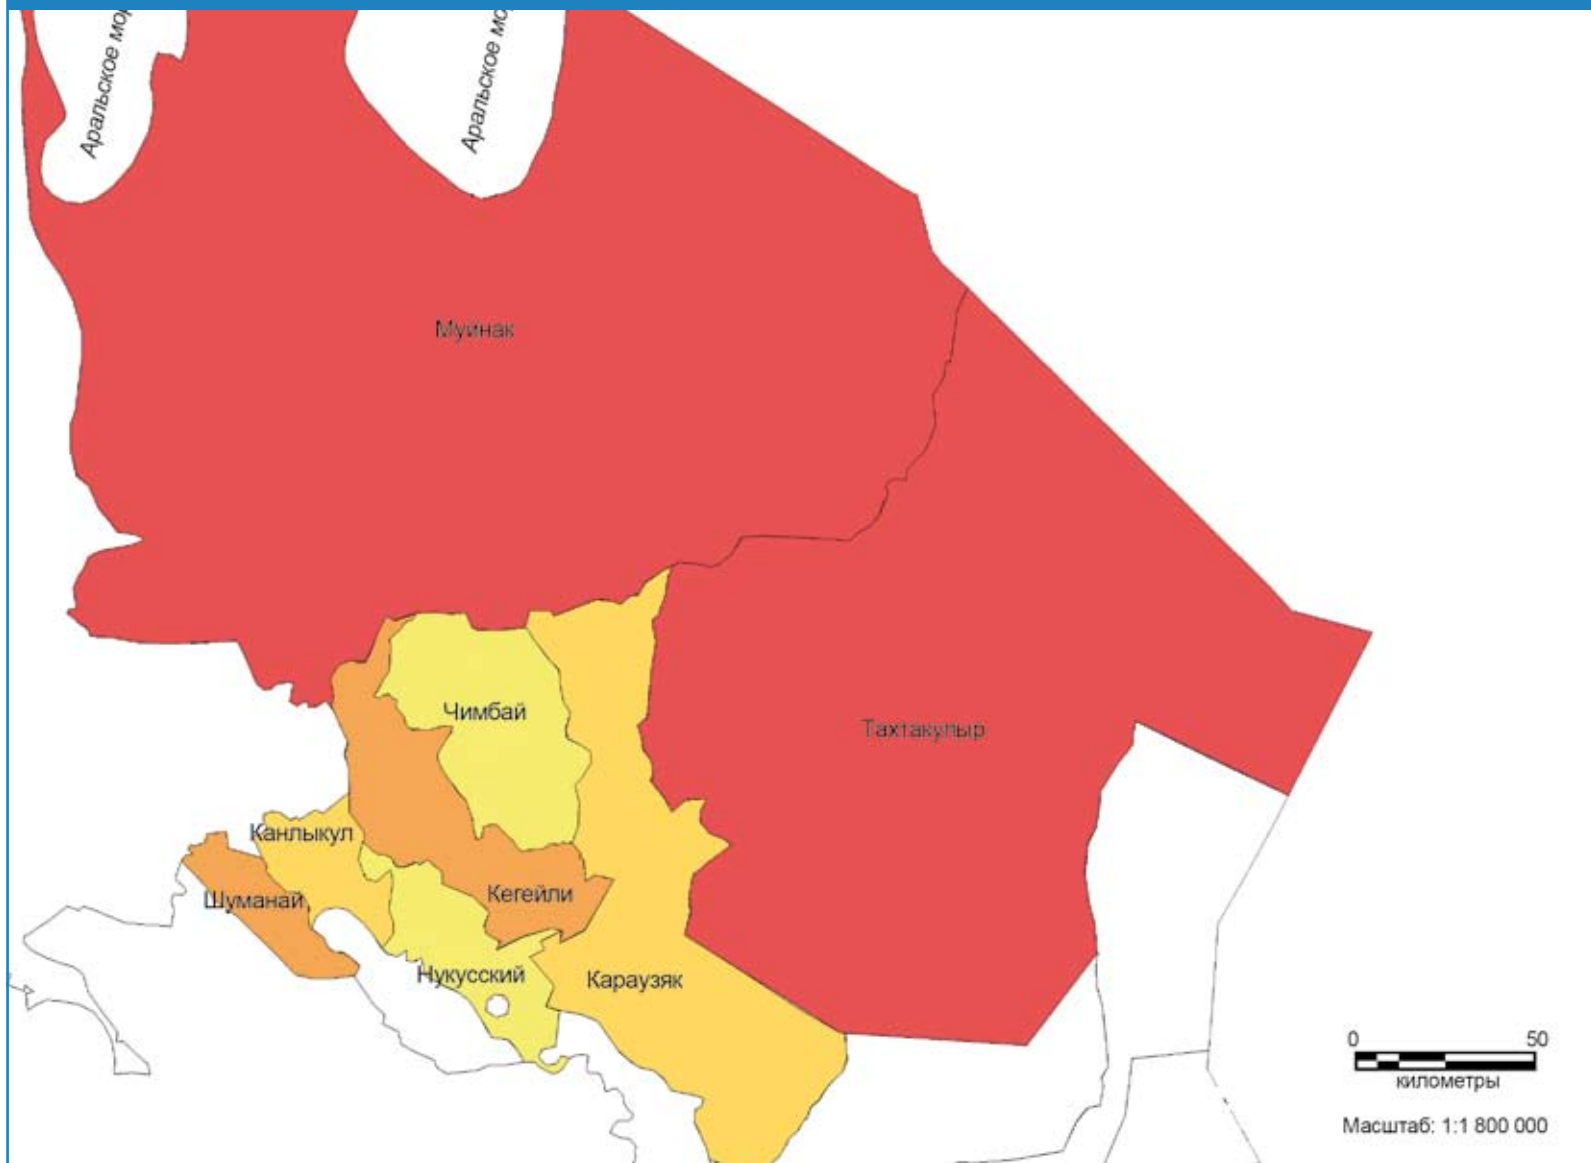 Аральское мор
Аральское мо
Муйнак
Чимбай
Тахтакупыр
Канлыкул
Кегейли
Шуманай
Нукусский
Караузяк
0 50
километры
Масштаб: 1:1 800 000